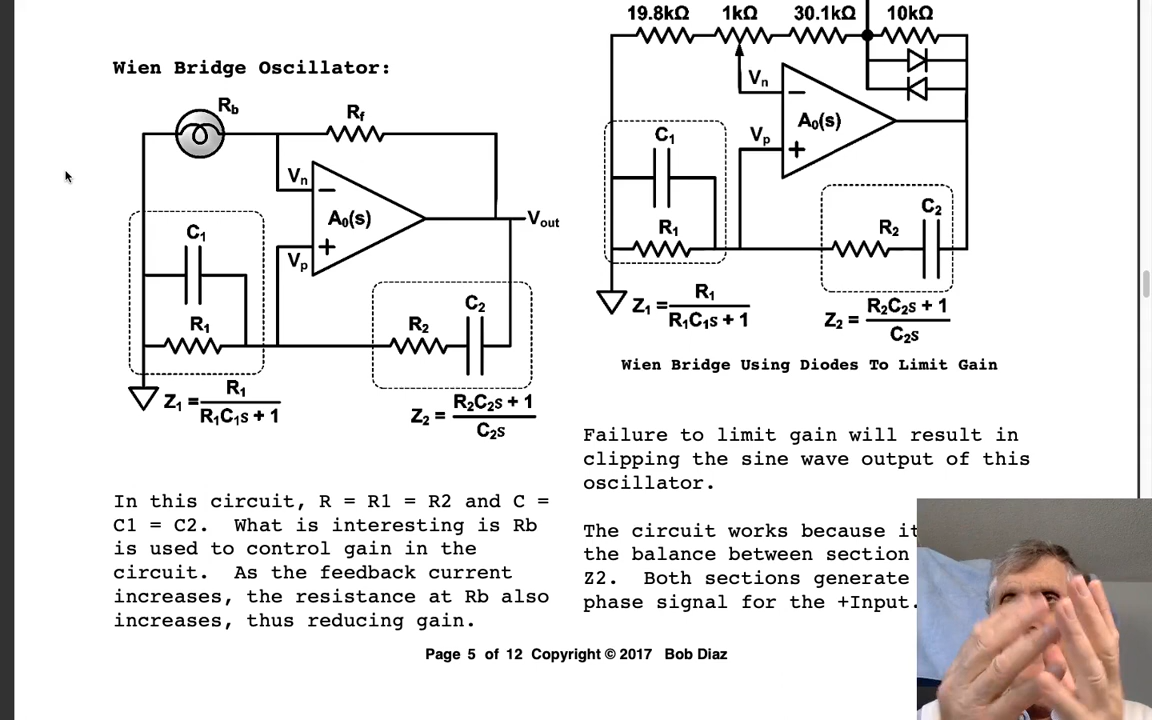 Wien Bridge Oscillator:
Rb
Rf
Vn
−
A0(s)
Vout
+
Vp
C1
R1
C2
R2
Z1 = R1
R1C1s + 1
Z2 = R2C2s + 1
C2s
In this circuit, R = R1 = R2 and C =
C1 = C2. What is interesting is Rb
is used to control gain in the
circuit. As the feedback current
increases, the resistance at Rb also
increases, thus reducing gain.
19.8kΩ 1kΩ 30.1kΩ 10kΩ
Vn
−
A0(s)
Vp
+
C1
R1
C2
R2
Z1 = R1
R1C1s + 1
Z2 = R2C2s + 1
C2s
Wien Bridge Using Diodes To Limit Gain
Failure to limit gain will result in
clipping the sine wave output of this
oscillator.
The circuit works because it
the balance between section
Z2. Both sections generate
phase signal for the +Input.
Page 5 of 12 Copyright © 2017 Bob Diaz